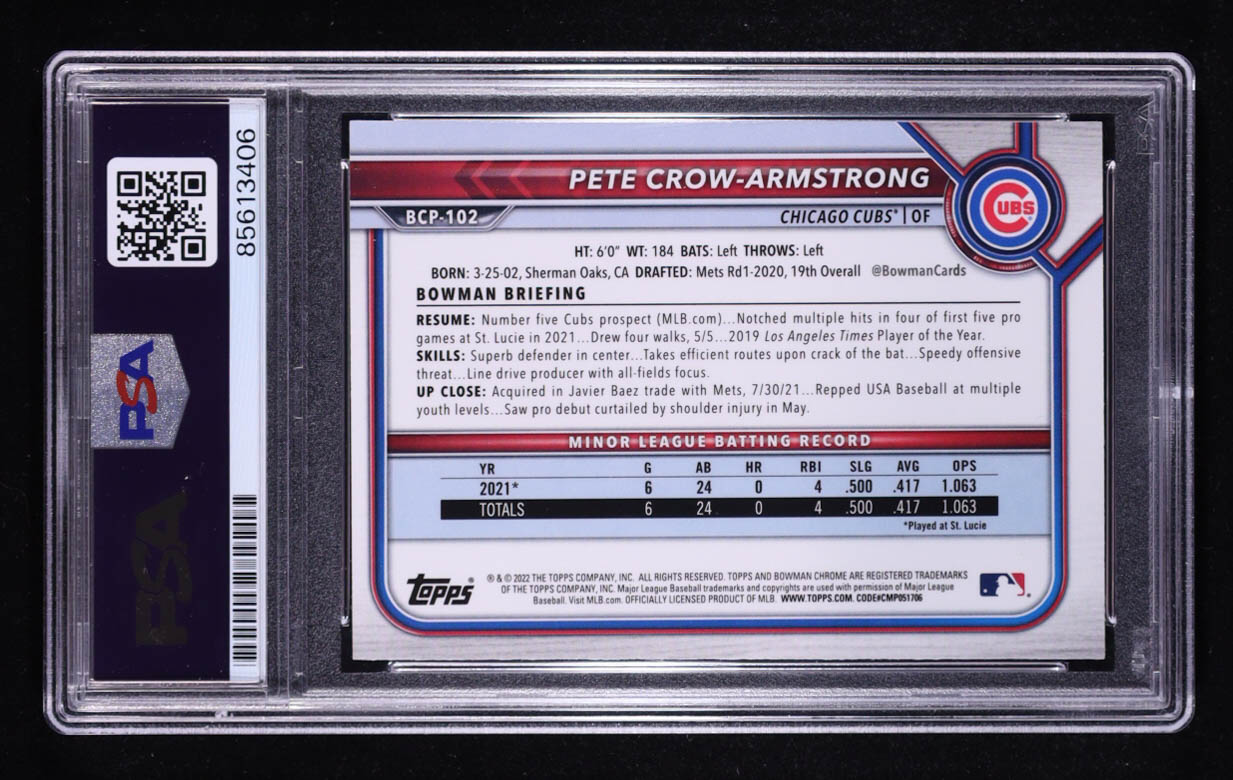 85613406
PSA
PSA
PETE CROW-ARMSTRONG
BCP-102
CHICAGO CUBS® | OF
CUBS
HT: 6'0" WT: 184 BATS: Left THROWS: Left
BORN: 3-25-02, Sherman Oaks, CA DRAFTED: Mets Rd1-2020, 19th Overall @BowmanCards
BOWMAN BRIEFING
RESUME: Number five Cubs prospect (MLB.com)...Notched multiple hits in four of first five pro
games at St. Lucie in 2021...Drew four walks, 5/5...2019 Los Angeles Times Player of the Year.
SKILLS: Superb defender in center...Takes efficient routes upon crack of the bat...Speedy offensive
threat...Line drive producer with all-fields focus.
UP CLOSE: Acquired in Javier Baez trade with Mets, 7/30/21...Repped USA Baseball at multiple
youth levels...Saw pro debut curtailed by shoulder injury in May.
MINOR LEAGUE BATTING RECORD
YR G AB HR RBI SLG AVG OPS
2021* 6 24 0 4 .500 .417 1.063
TOTALS 6 24 0 4 .500 .417 1.063
*Played at St. Lucie
Topps®
® & © 2022 THE TOPPS COMPANY, INC. ALL RIGHTS RESERVED. TOPPS AND BOWMAN CHROME ARE REGISTERED TRADEMARKS
OF THE TOPPS COMPANY, INC. Major League Baseball trademarks and copyrights are used with permission of Major League
Baseball. Visit MLB.com. OFFICIALLY LICENSED PRODUCT OF MLB. WWW.TOPPS.COM. CODE#CMP051706
PSA